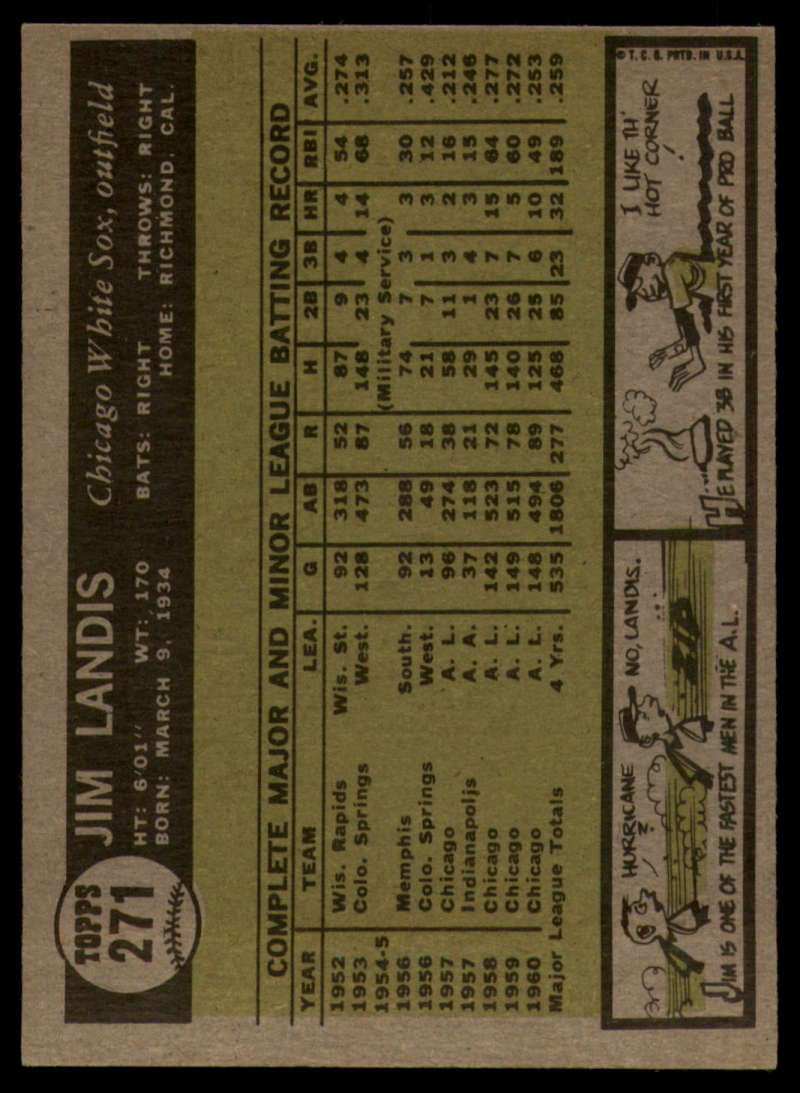 TOPPS
271
JIM LANDIS Chicago White Sox, outfield
HT: 6'01" WT: 170 BATS: RIGHT THROWS: RIGHT
BORN: MARCH 9, 1934 HOME: RICHMOND, CAL.
COMPLETE MAJOR AND MINOR LEAGUE BATTING RECORD
YEAR TEAM LEA. G AB R H 2B 3B HR RBI AVG.
1952 Wis. Rapids Wis. St. 92 318 52 87 9 4 4 54 .274
1953 Colo. Springs West. 128 473 87 148 23 4 14 68 .313
1954-5 (Military Service)
1956 Memphis South. 92 288 56 74 7 3 3 30 .257
1956 Colo. Springs West. 13 49 18 21 7 1 3 12 .429
1957 Chicago A. L. 96 274 38 58 11 3 2 16 .212
1957 Indianapolis A. A. 37 118 21 29 1 4 3 15 .246
1958 Chicago A. L. 142 523 72 145 23 7 15 64 .277
1959 Chicago A. L. 149 515 78 140 26 7 5 60 .272
1960 Chicago A. L. 148 494 89 125 25 6 10 49 .253
Major League Totals 4 Yrs. 535 1806 277 468 85 23 32 189 .259
HURRICANE?
NO, LANDIS.
ZIP
JIM IS ONE OF THE FASTEST MEN IN THE A.L.
I LIKE TH'
HOT CORNER!
HE PLAYED 3B IN HIS FIRST YEAR OF PRO BALL
© T. C. G. PRTD. IN U.S.A.